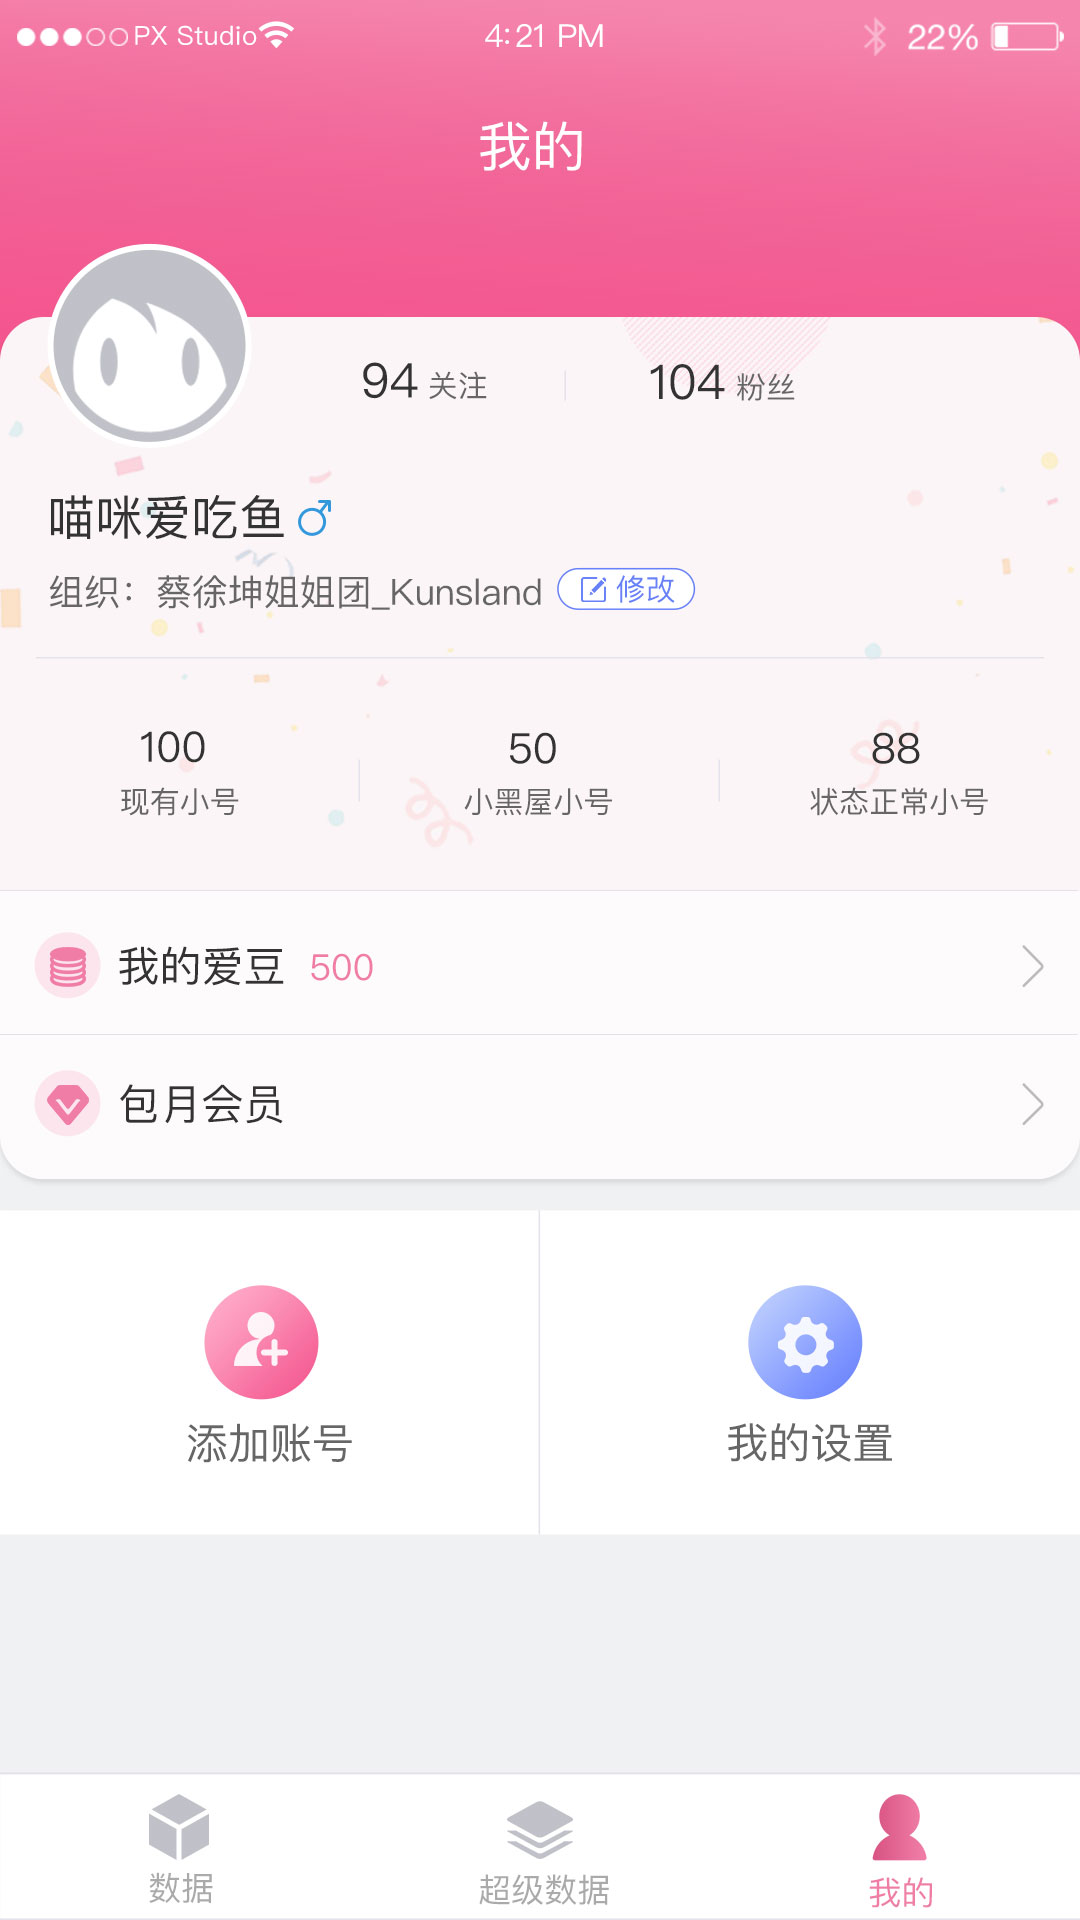 PX Studio 4:21 PM 22%
我的
94 关注 104 粉丝
喵咪爱吃鱼
组织：蔡徐坤姐姐团_Kunsland 修改
100 50 88
现有小号 小黑屋小号 状态正常小号
我的爱豆 500
包月会员
添加账号 我的设置
数据 超级数据 我的